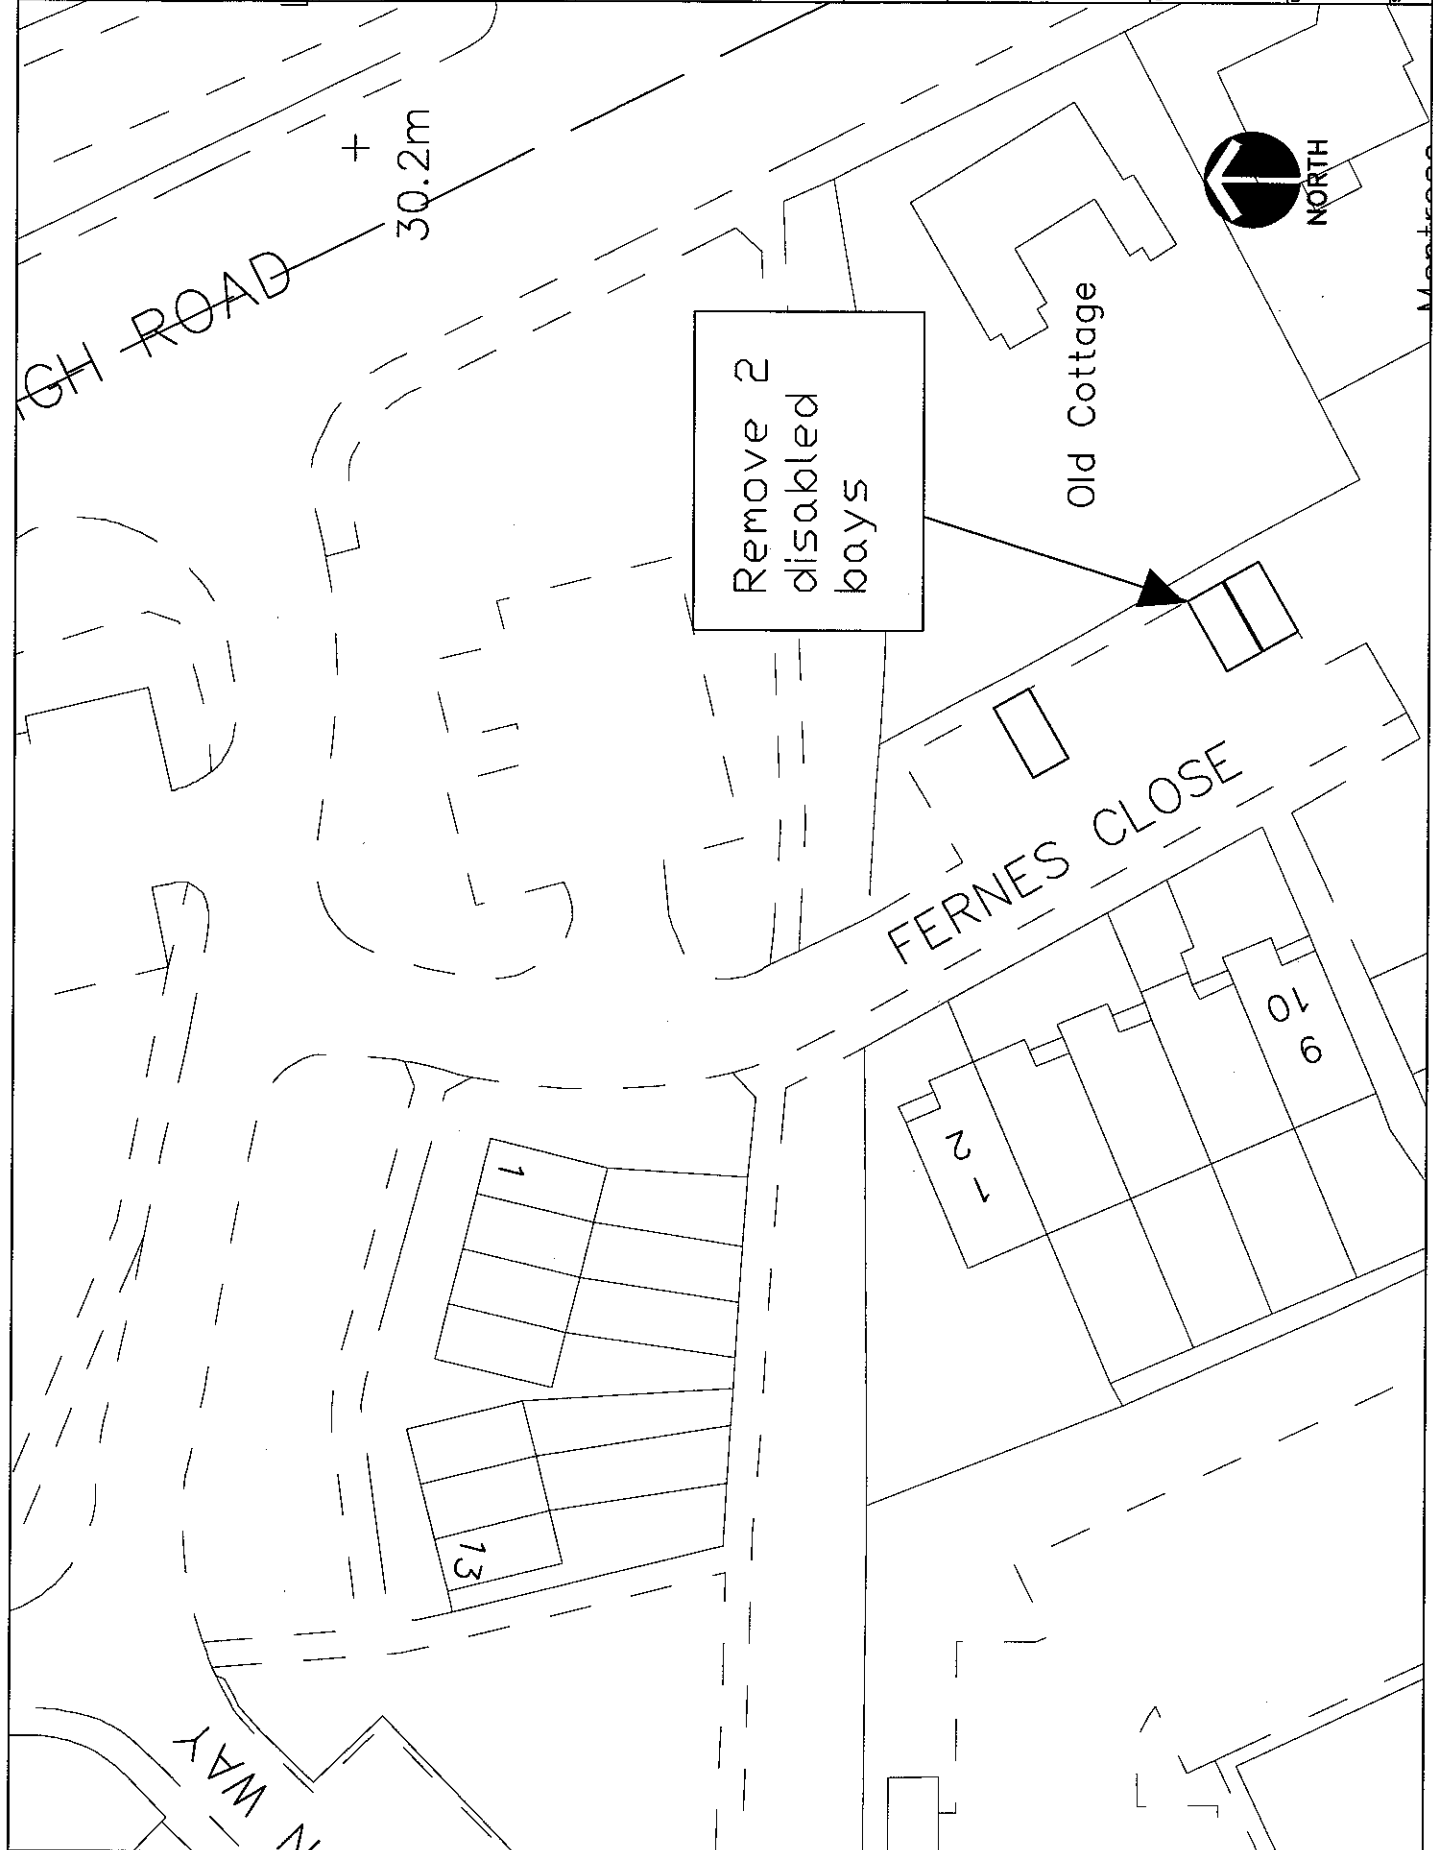 IGH ROAD
30.2m
Remove 2
disabled
bays
Old Cottage
NORTH
FERNES CLOSE
1
13
1 2
9 10
N WAY